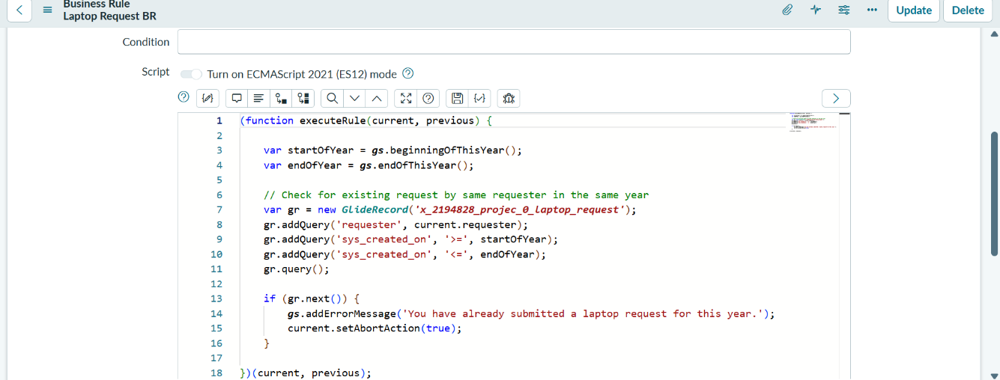 Business Rule
Laptop Request BR
Update
Delete
Condition
Script
Turn on ECMAScript 2021 (ES12) mode
1 (function executeRule(current, previous) {
2
3 var startOfYear = gs.beginningOfThisYear();
4 var endOfYear = gs.endOfThisYear();
5
6 // Check for existing request by same requester in the same year
7 var gr = new GlideRecord('x_2194828_projec_0_laptop_request');
8 gr.addQuery('requester', current.requester);
9 gr.addQuery('sys_created_on', '>=', startOfYear);
10 gr.addQuery('sys_created_on', '<=', endOfYear);
11 gr.query();
12
13 if (gr.next()) {
14 gs.addErrorMessage('You have already submitted a laptop request for this year.');
15 current.setAbortAction(true);
16 }
17
18 })(current, previous);